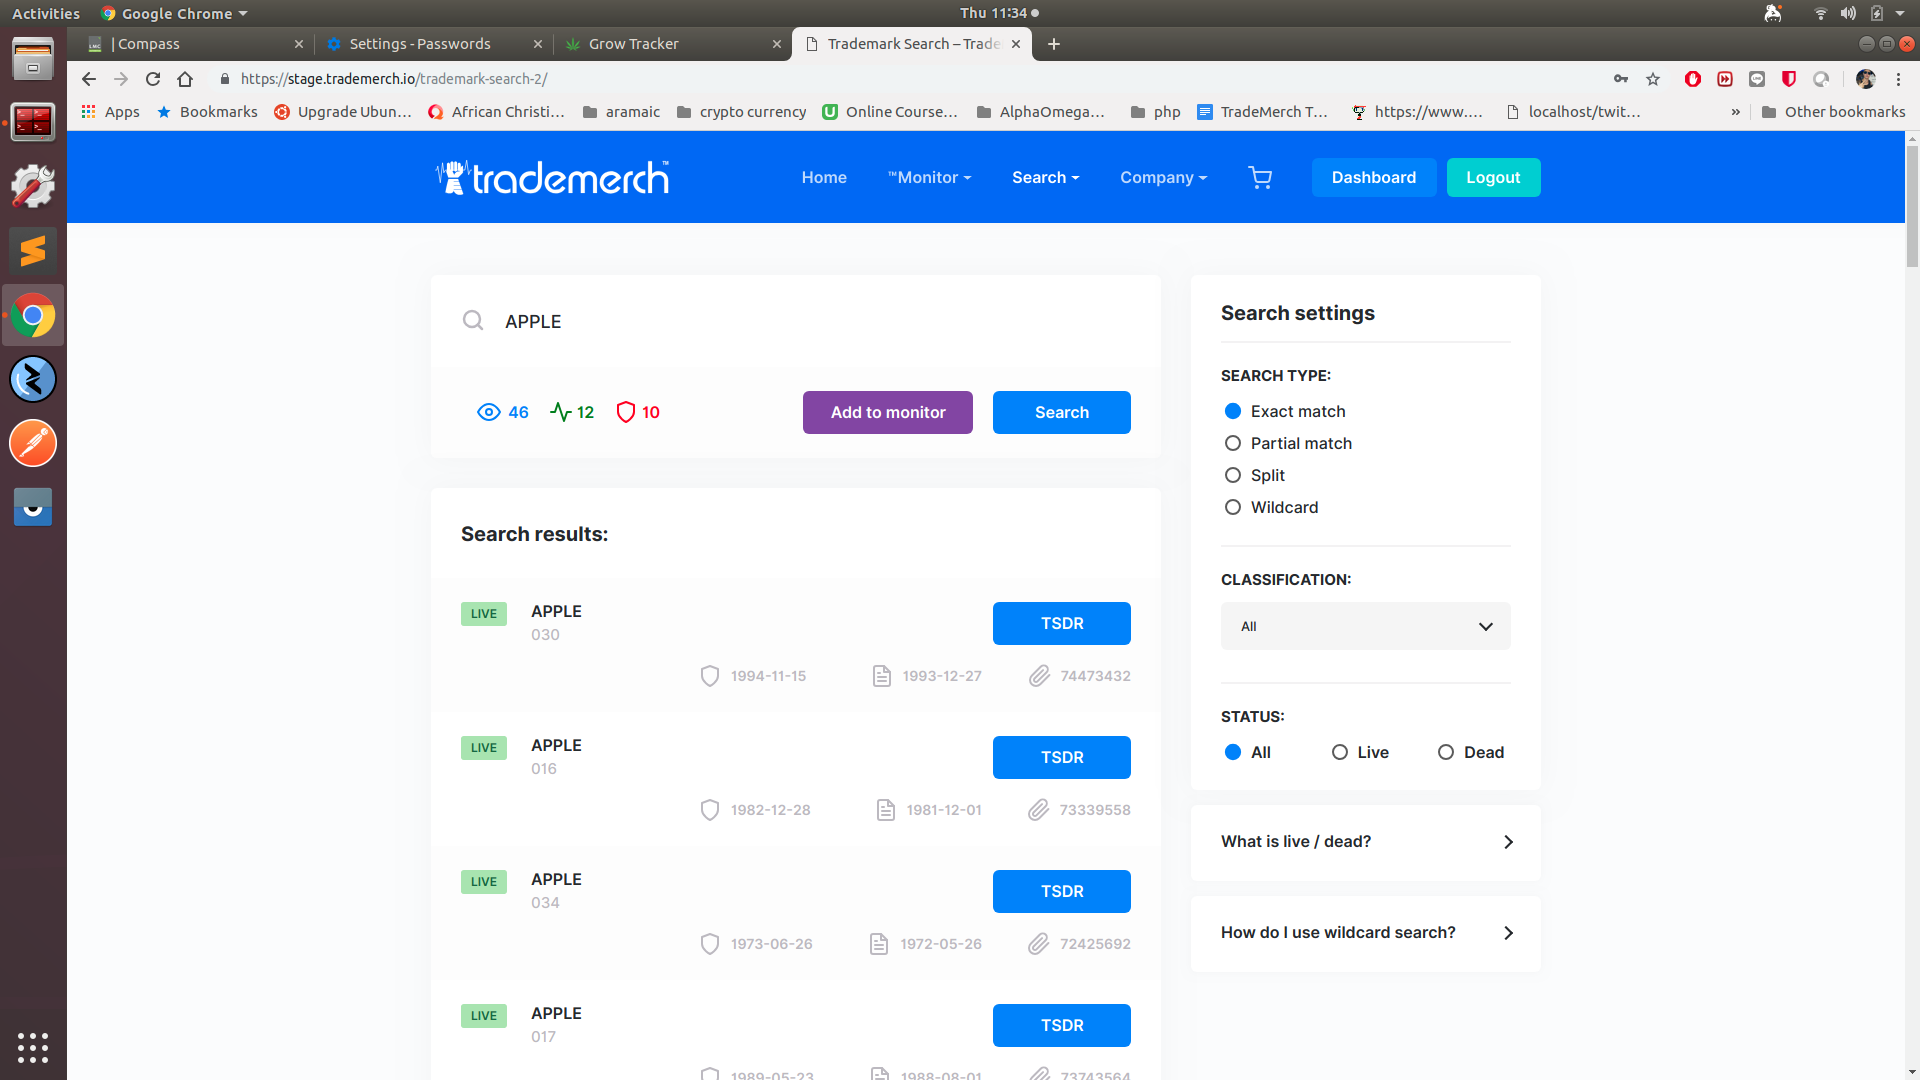 Activities
Google Chrome
Thu 11:34
| Compass
Settings - Passwords
Grow Tracker
Trademark Search – Trade
https://stage.trademerch.io/trademark-search-2/
Apps
Bookmarks
Upgrade Ubun...
African Christi...
aramaic
crypto currency
Online Course...
AlphaOmega...
php
TradeMerch T...
https://www....
localhost/twit...
»
Other bookmarks
trademerch™
Home
™Monitor
Search
Company
Dashboard
Logout
APPLE
46
12
10
Add to monitor
Search
Search results:
LIVE
APPLE
030
TSDR
1994-11-15
1993-12-27
74473432
LIVE
APPLE
016
TSDR
1982-12-28
1981-12-01
73339558
LIVE
APPLE
034
TSDR
1973-06-26
1972-05-26
72425692
LIVE
APPLE
017
TSDR
1989-05-23
1988-08-01
73743564
Search settings
SEARCH TYPE:
Exact match
Partial match
Split
Wildcard
CLASSIFICATION:
All
STATUS:
All
Live
Dead
What is live / dead?
How do I use wildcard search?